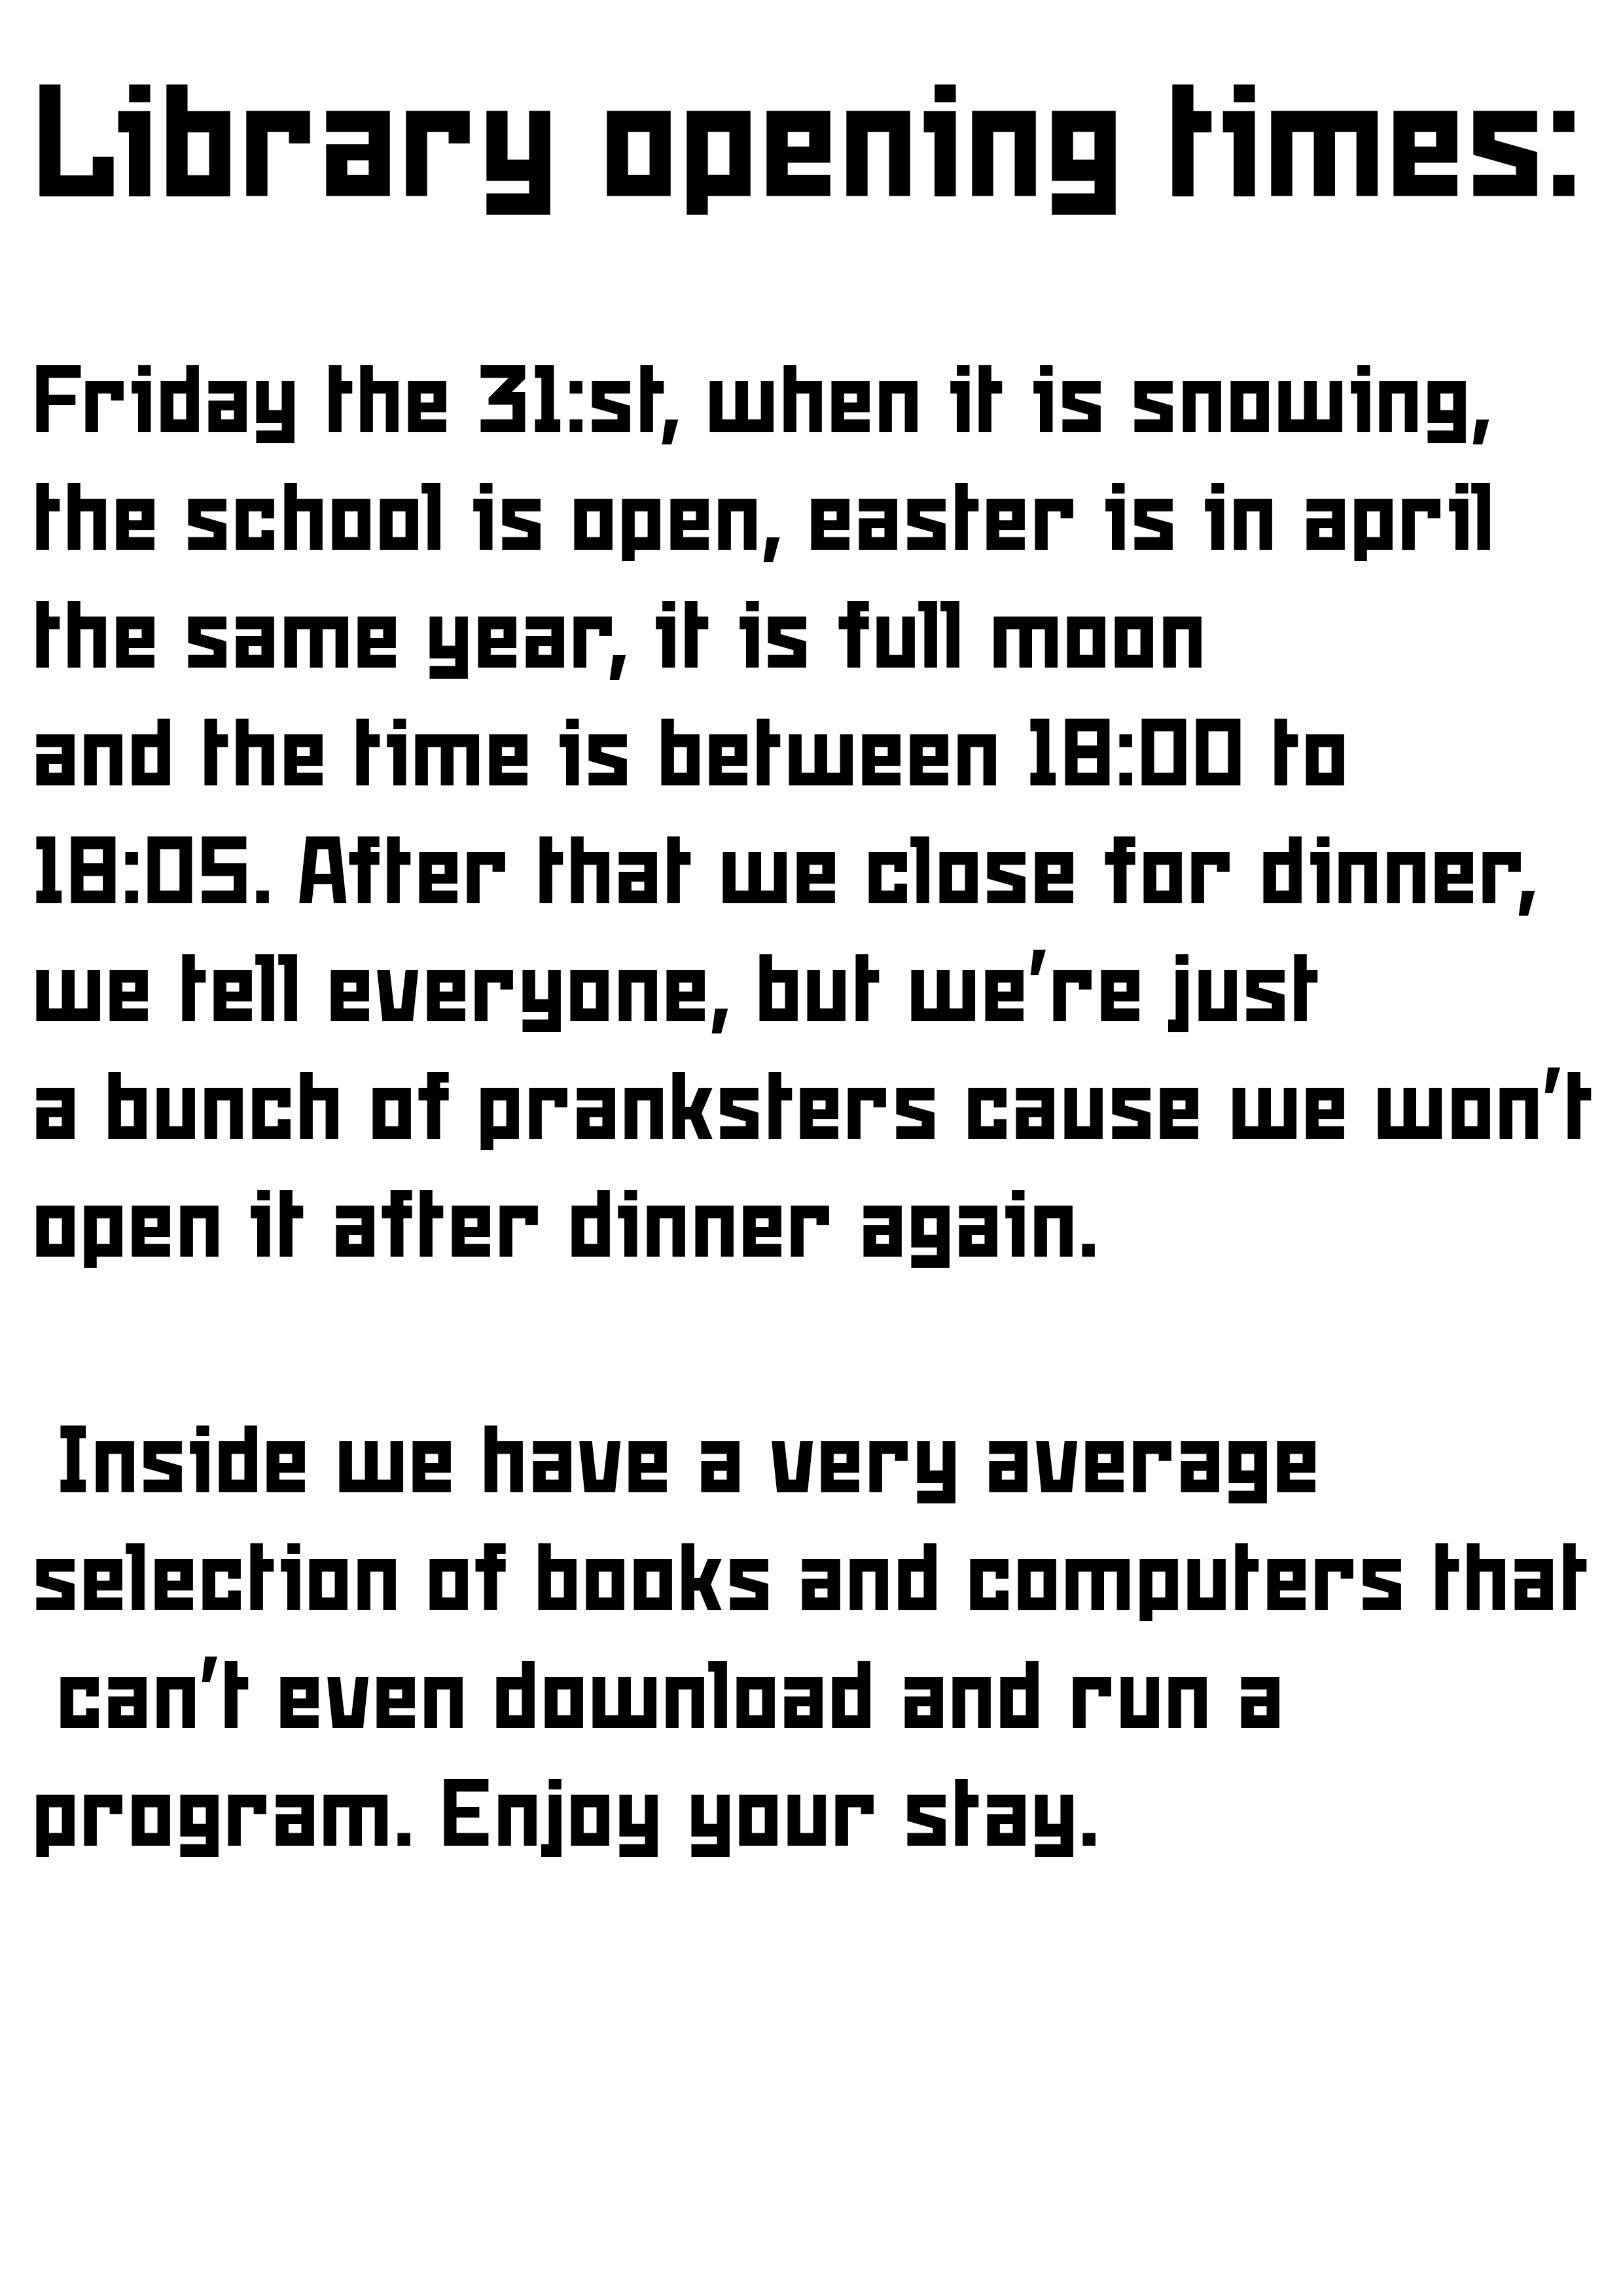 Library opening times:
Friday the 31:st, when it is snowing,
the school is open, easter is in april
the same year, it is full moon
and the time is between 18:00 to
18:05. After that we close for dinner,
we tell everyone, but we're just
a bunch of pranksters cause we won't
open it after dinner again.
Inside we have a very average
selection of books and computers that
can't even download and run a
program. Enjoy your stay.